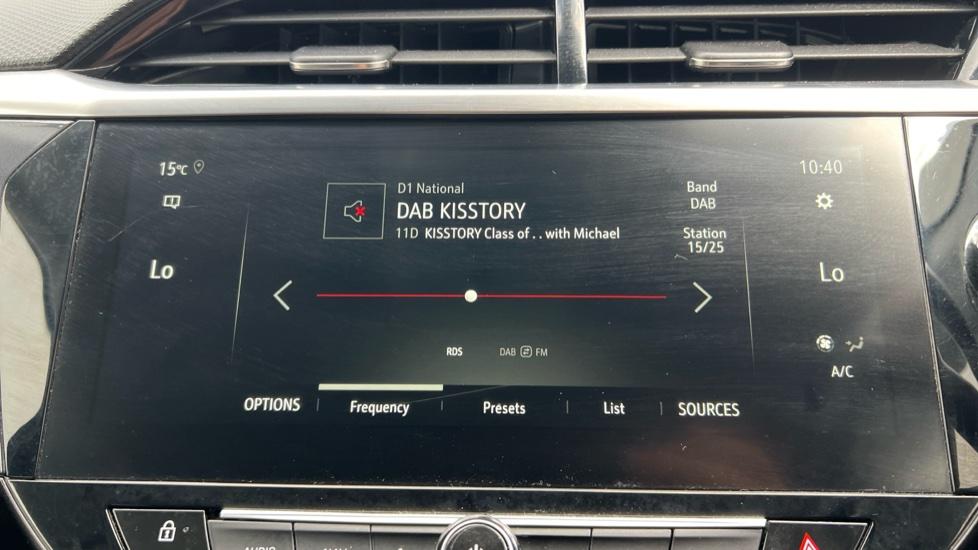 15°C
10:40
D1 National
DAB KISSTORY
11D KISSTORY Class of . . with Michael
Band
DAB
Station
15/25
Lo
Lo
RDS
DAB FM
A/C
OPTIONS Frequency Presets List SOURCES
AUDIO